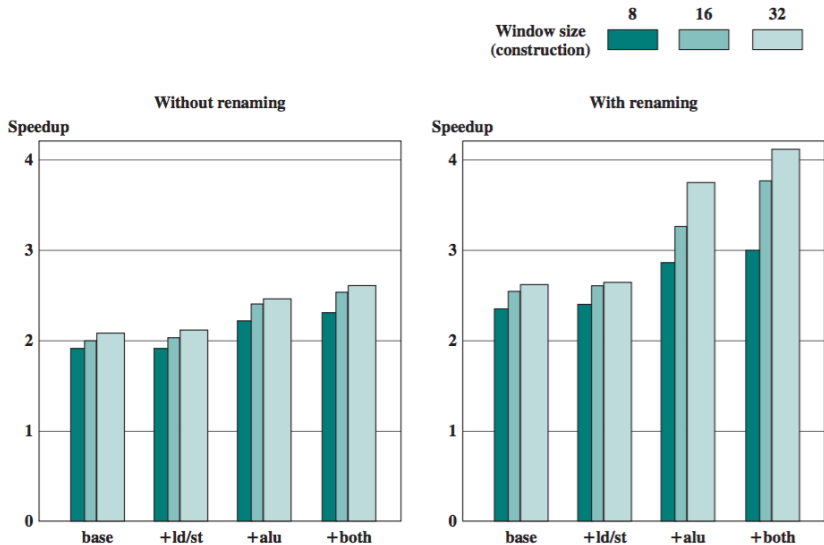 8 16 32
Window size
(construction)
Without renaming
Speedup
4
3
2
1
0
base +ld/st +alu +both
With renaming
Speedup
4
3
2
1
0
base +ld/st +alu +both